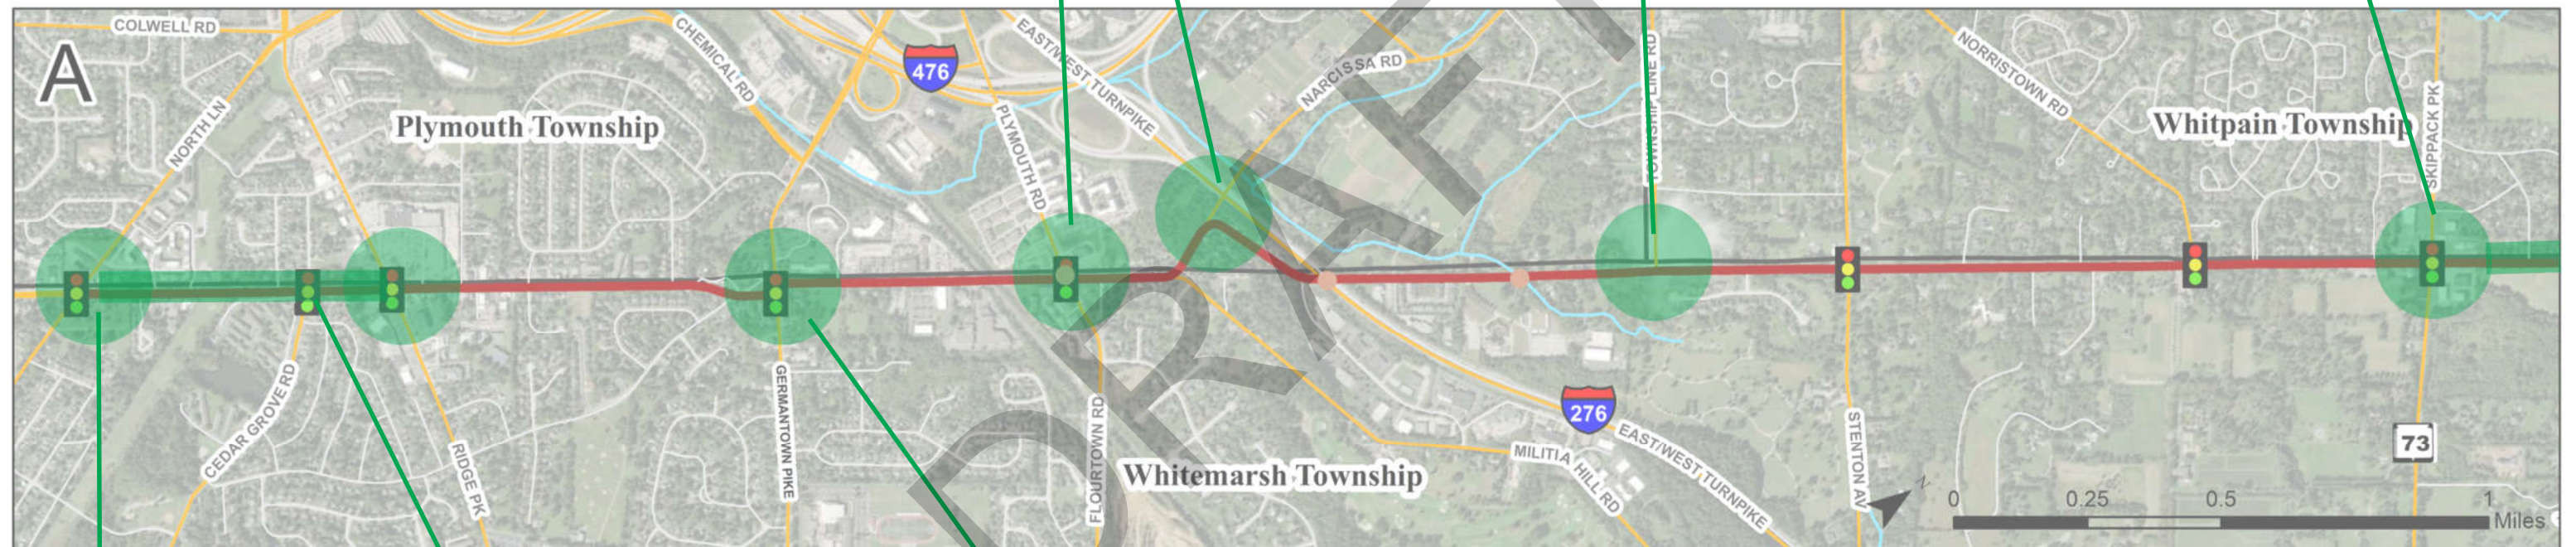 COLWELL RD
A
NORTH LN
Plymouth Township
CHEMICAL RD
476
PLYMOUTH RD
EAST/WEST TURNPIKE
NARCISSA RD
TOWNSHIP LINE RD
NORRISTOWN RD
Whitpain Township
SKIPPACK PK
CEDAR GROVE RD
RIDGE PK
GERMANTOWN PIKE
FLOURTOWN RD
Whitemarsh Township
DRAFT
276
EAST/WEST TURNPIKE
MILITIA HILL RD
STENTON AV
73
N
0 0.25 0.5 1
Miles